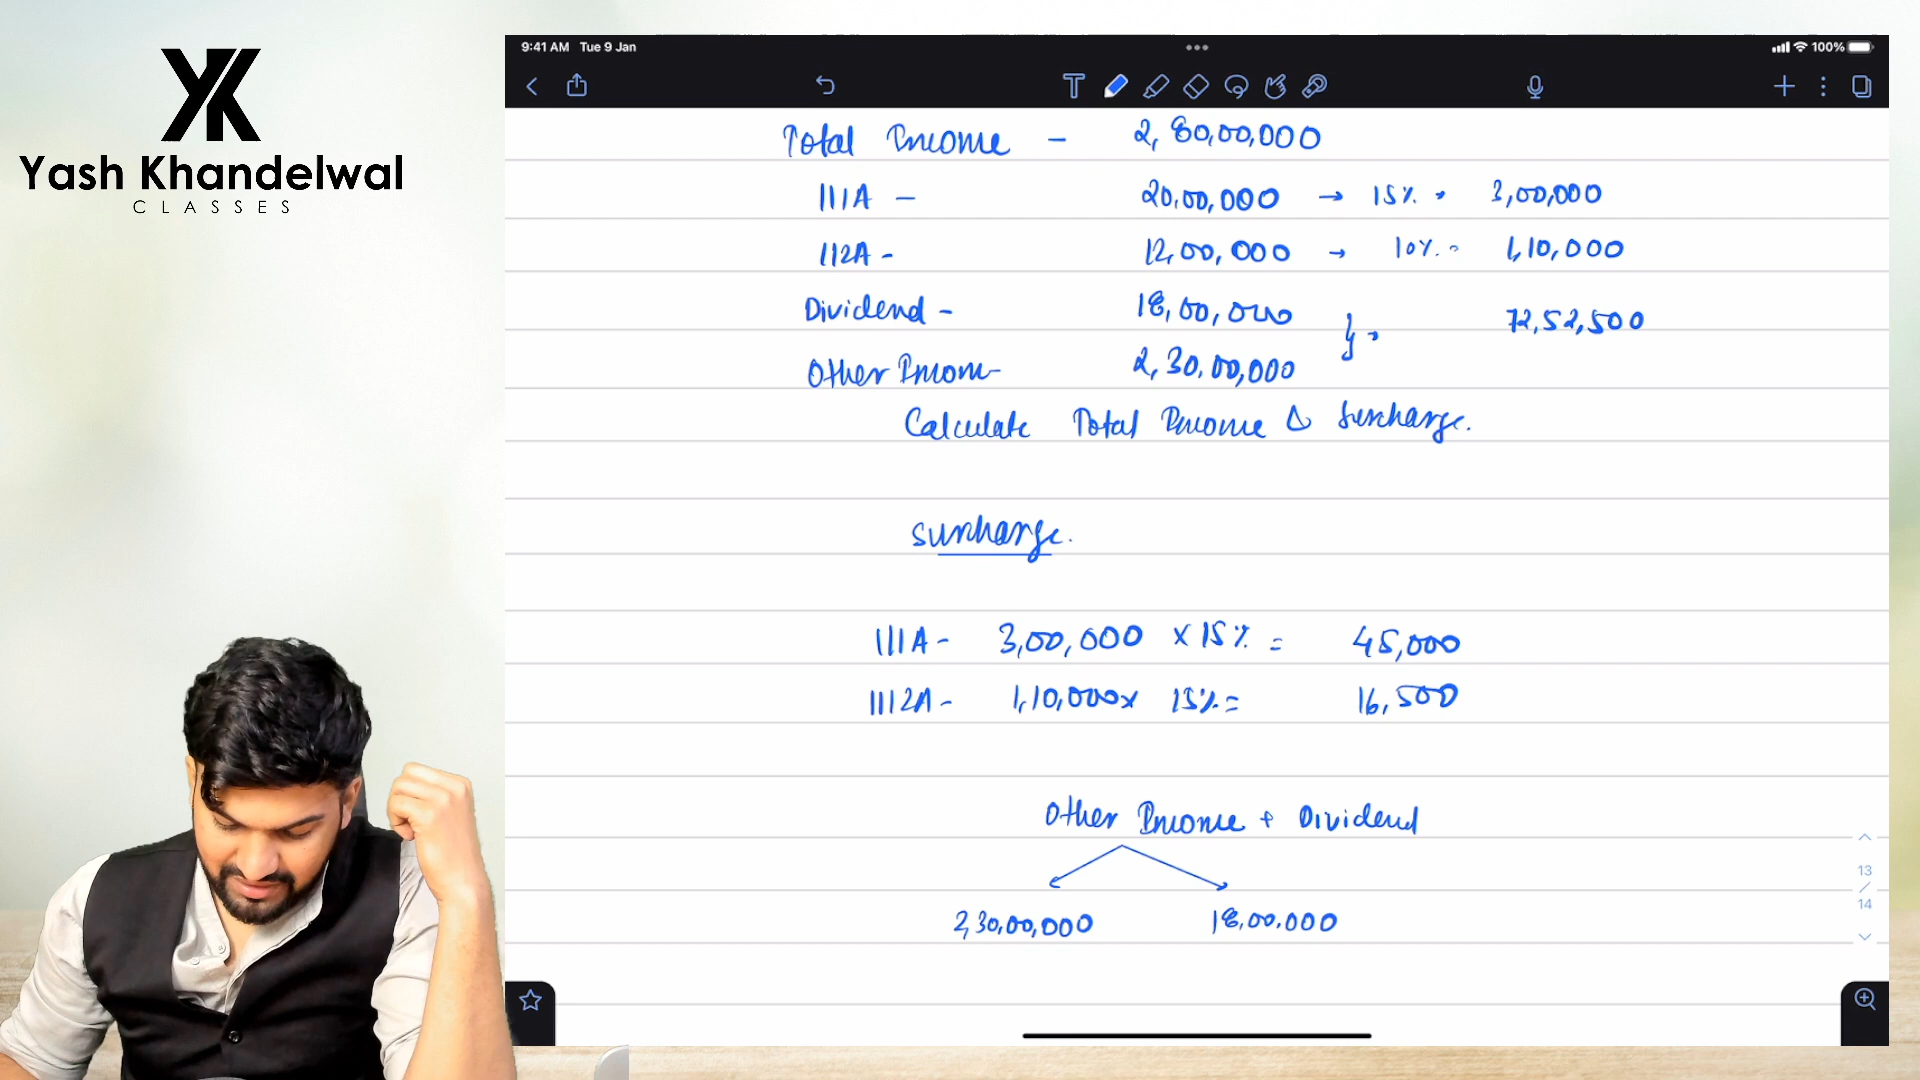 YK
Yash Khandelwal
CLASSES
9:41 AM Tue 9 Jan
100%
Total Income - 2,80,00,000
111A - 20,00,000 → 15% = 3,00,000
112A - 12,00,000 → 10% = 1,10,000
Dividend - 18,00,000
} = 72,52,500
Other Income - 2,30,00,000
Calculate Total Income & Surcharge.
Surcharge.
111A - 3,00,000 x 15% = 45,000
1112A - 1,10,000 x 15% = 16,500
Other Income + Dividend
2,30,00,000 18,00,000
13
/
14